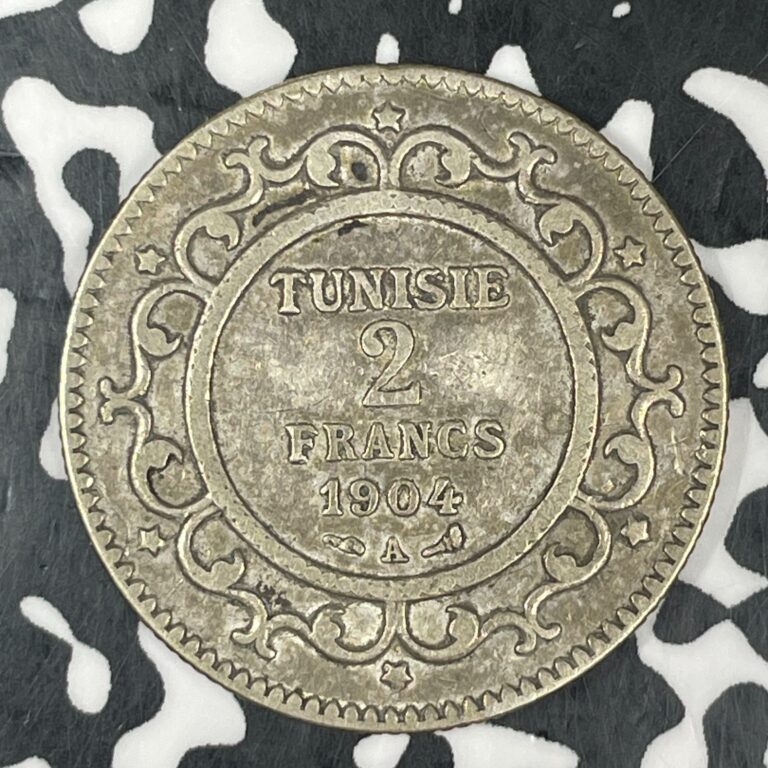 TUNISIE
2
FRANCS
1904
A